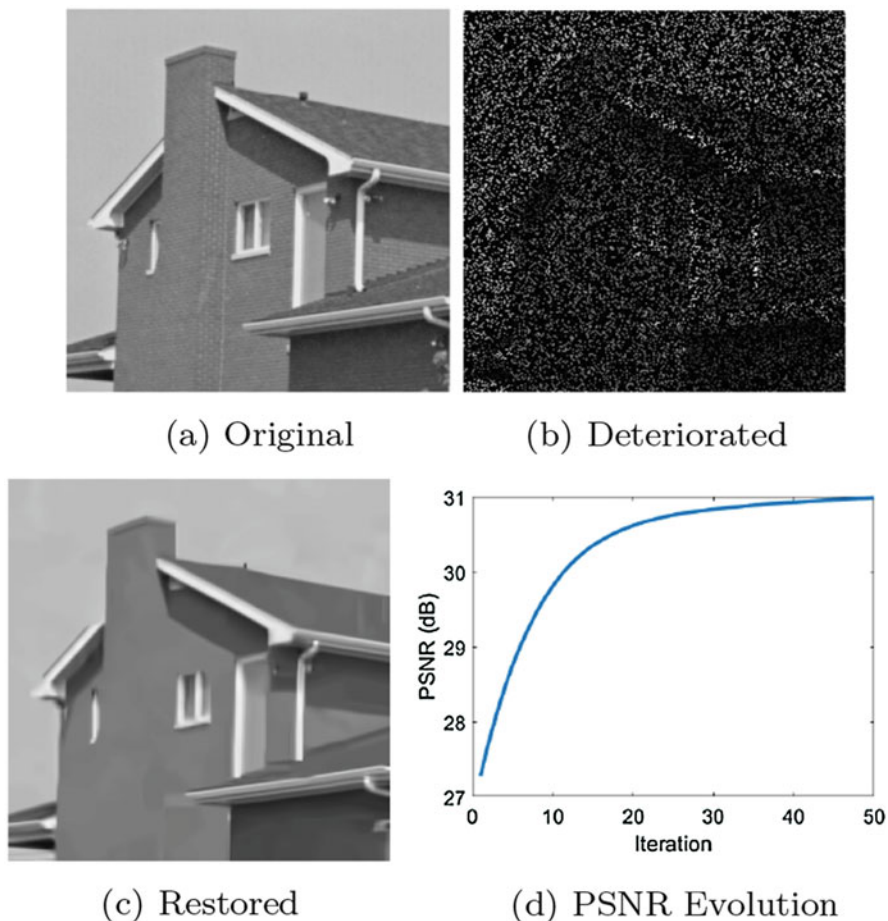 (a) Original
(b) Deteriorated
(c) Restored
31
30
29
28
27
PSNR (dB)
0
10
20
30
40
50
Iteration
(d) PSNR Evolution